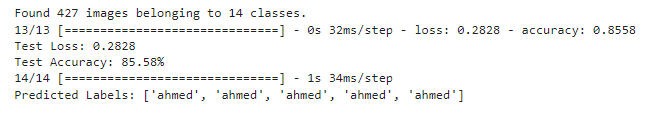 Found 427 images belonging to 14 classes.
13/13 [==============================] - 0s 32ms/step - loss: 0.2828 - accuracy: 0.8558
Test Loss: 0.2828
Test Accuracy: 85.58%
14/14 [==============================] - 1s 34ms/step
Predicted Labels: ['ahmed', 'ahmed', 'ahmed', 'ahmed', 'ahmed']